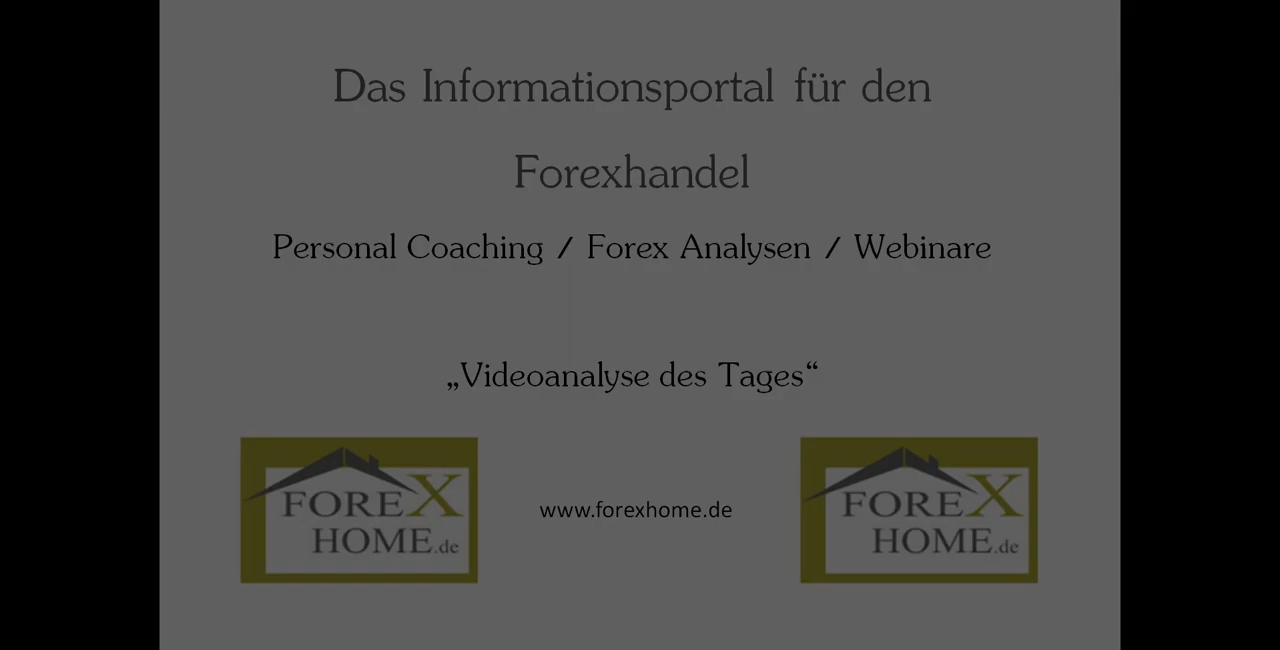 Das Informationsportal für den
Forexhandel
Personal Coaching / Forex Analysen / Webinare
„Videoanalyse des Tages“
FOREX
HOME.de
www.forexhome.de
FOREX
HOME.de